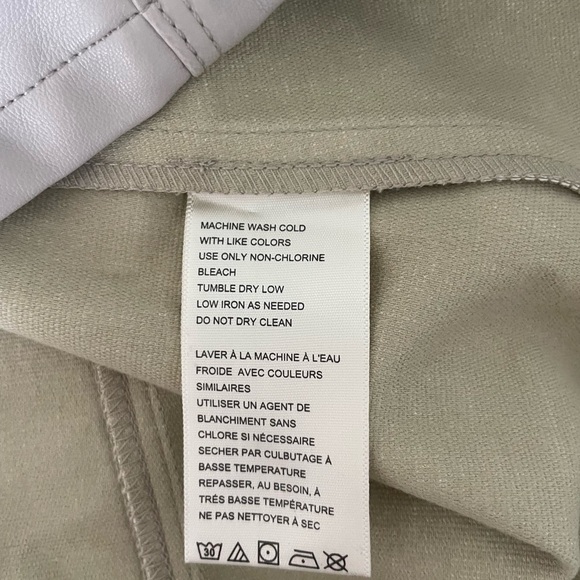 MACHINE WASH COLD
WITH LIKE COLORS
USE ONLY NON-CHLORINE
BLEACH
TUMBLE DRY LOW
LOW IRON AS NEEDED
DO NOT DRY CLEAN
LAVER À LA MACHINE À L'EAU
FROIDE AVEC COULEURS
SIMILAIRES
UTILISER UN AGENT DE
BLANCHIMENT SANS
CHLORE SI NÉCESSAIRE
SECHER PAR CULBUTAGE À
BASSE TEMPERATURE
REPASSER, AU BESOIN, À
TRÉS BASSE TEMPÉRATURE
NE PAS NETTOYER À SEC
30